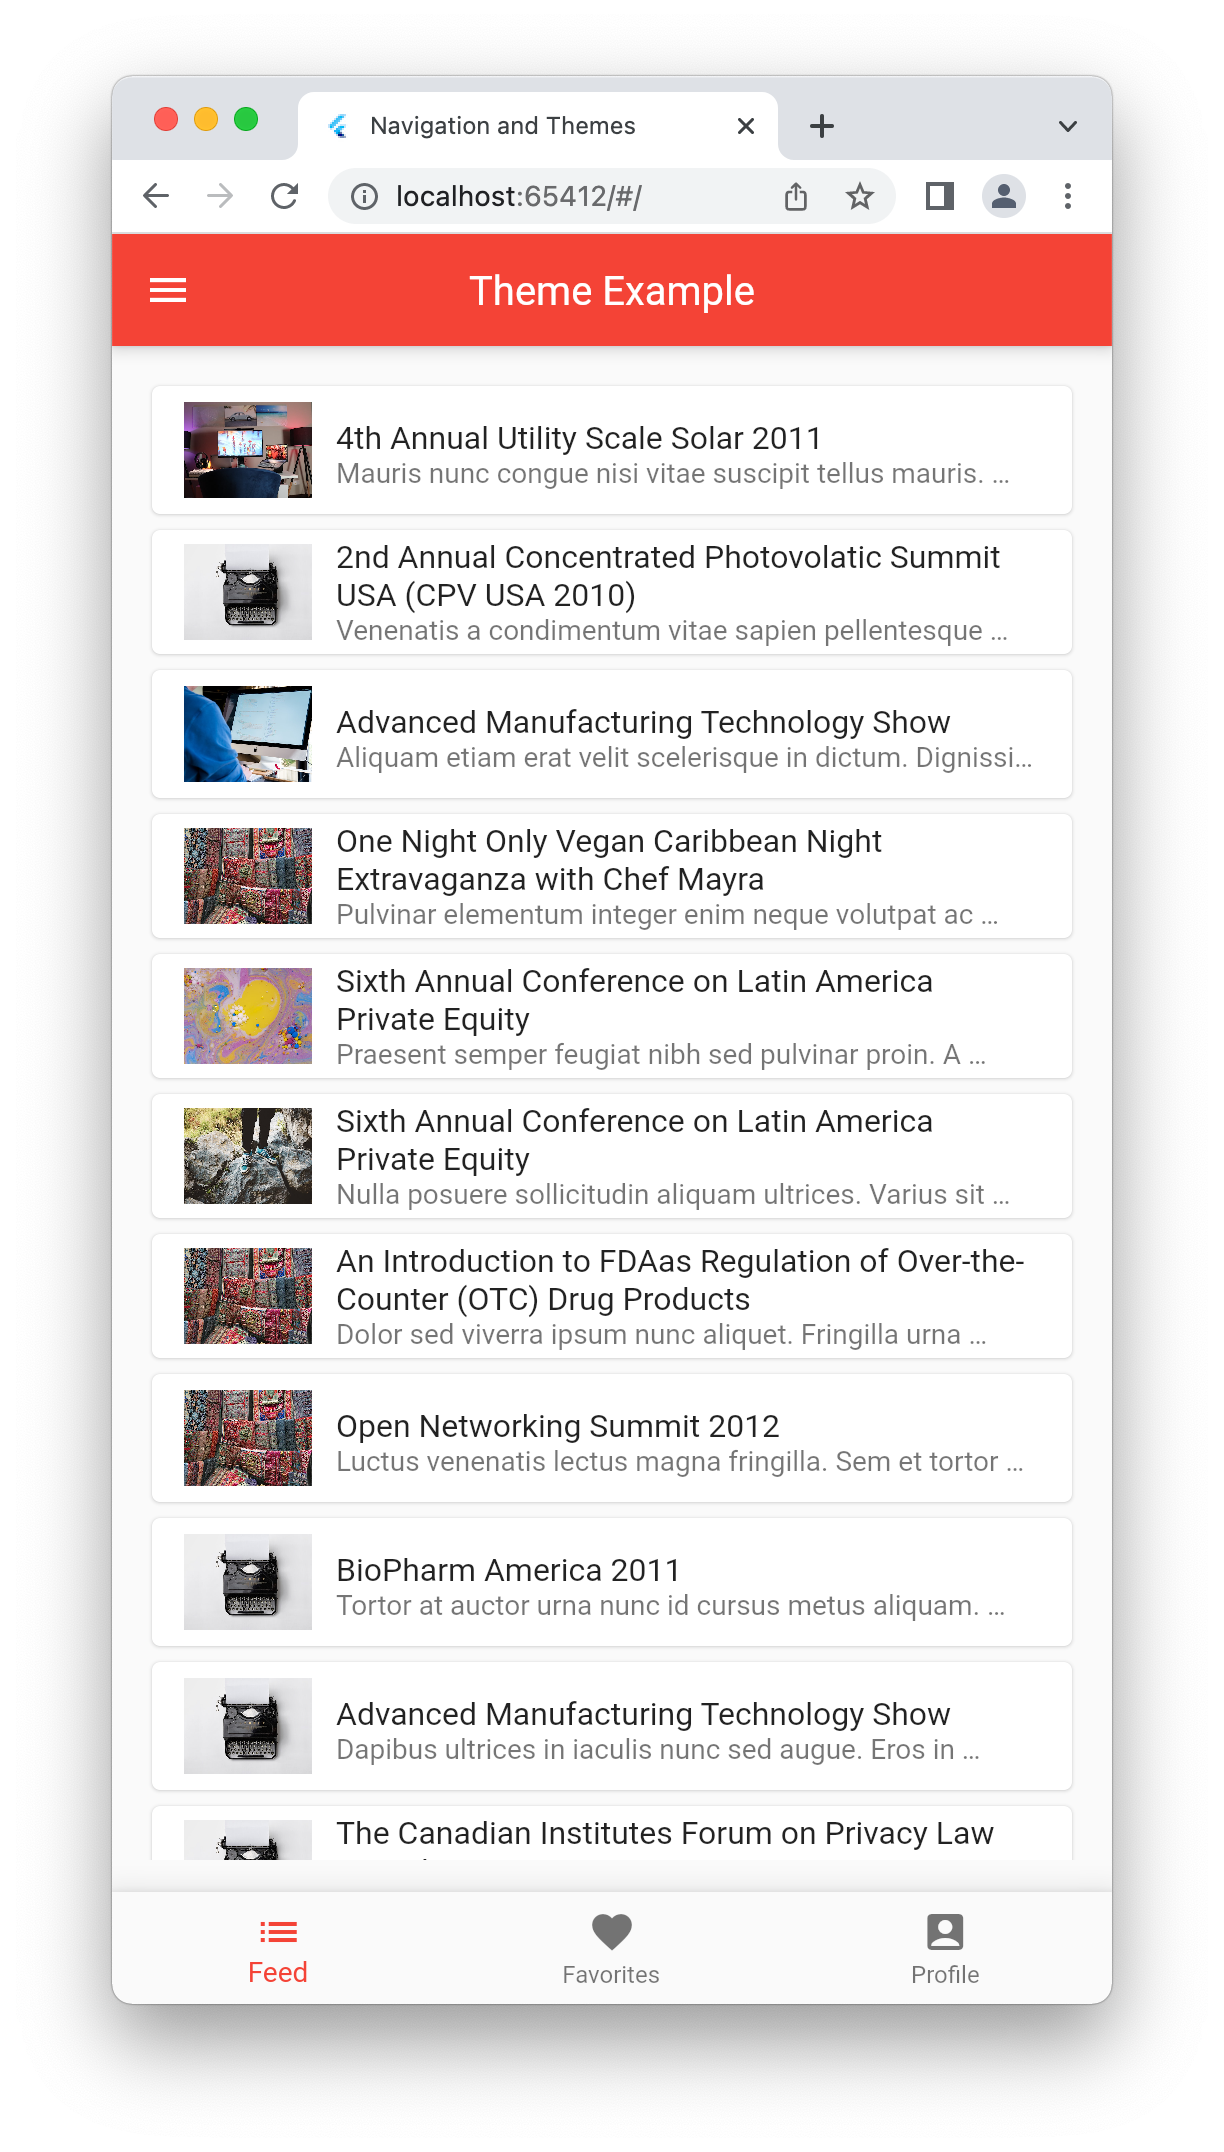 Navigation and Themes
localhost:65412/#/
Theme Example
4th Annual Utility Scale Solar 2011
Mauris nunc congue nisi vitae suscipit tellus mauris. ...
2nd Annual Concentrated Photovolatic Summit
USA (CPV USA 2010)
Venenatis a condimentum vitae sapien pellentesque ...
Advanced Manufacturing Technology Show
Aliquam etiam erat velit scelerisque in dictum. Dignissi...
One Night Only Vegan Caribbean Night
Extravaganza with Chef Mayra
Pulvinar elementum integer enim neque volutpat ac ...
Sixth Annual Conference on Latin America
Private Equity
Praesent semper feugiat nibh sed pulvinar proin. A ...
Sixth Annual Conference on Latin America
Private Equity
Nulla posuere sollicitudin aliquam ultrices. Varius sit ...
An Introduction to FDAas Regulation of Over-the-
Counter (OTC) Drug Products
Dolor sed viverra ipsum nunc aliquet. Fringilla urna ...
Open Networking Summit 2012
Luctus venenatis lectus magna fringilla. Sem et tortor ...
BioPharm America 2011
Tortor at auctor urna nunc id cursus metus aliquam. ...
Advanced Manufacturing Technology Show
Dapibus ultrices in iaculis nunc sed augue. Eros in ...
The Canadian Institutes Forum on Privacy Law
Feed
Favorites
Profile